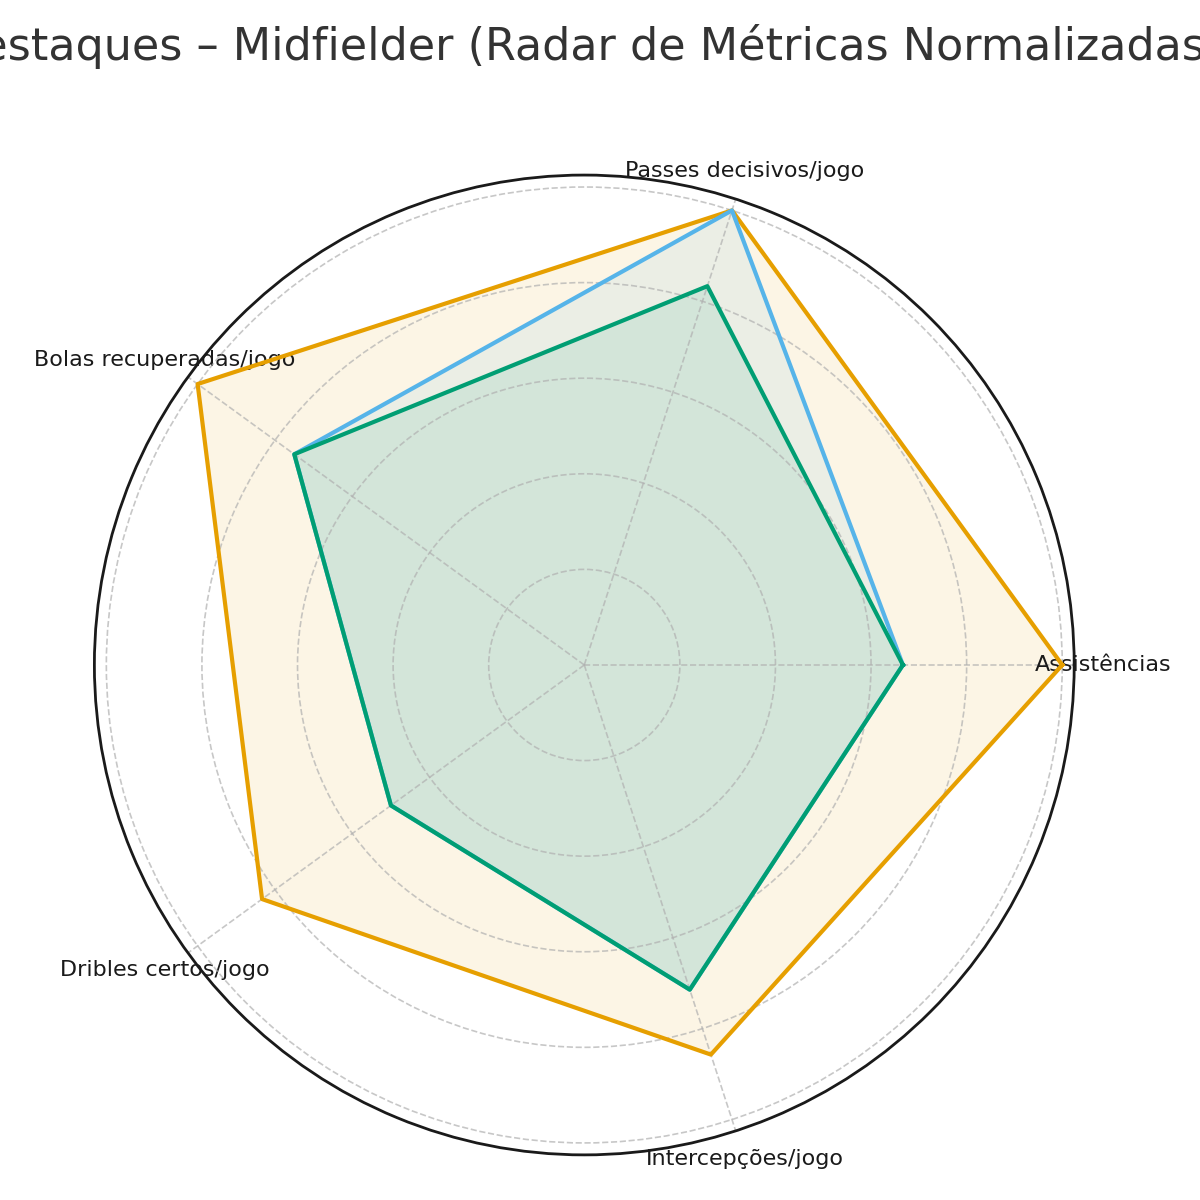 estaques – Midfielder (Radar de Métricas Normalizadas
Passes decisivos/jogo
Bolas recuperadas/jogo
Assistências
Dribles certos/jogo
Intercepções/jogo